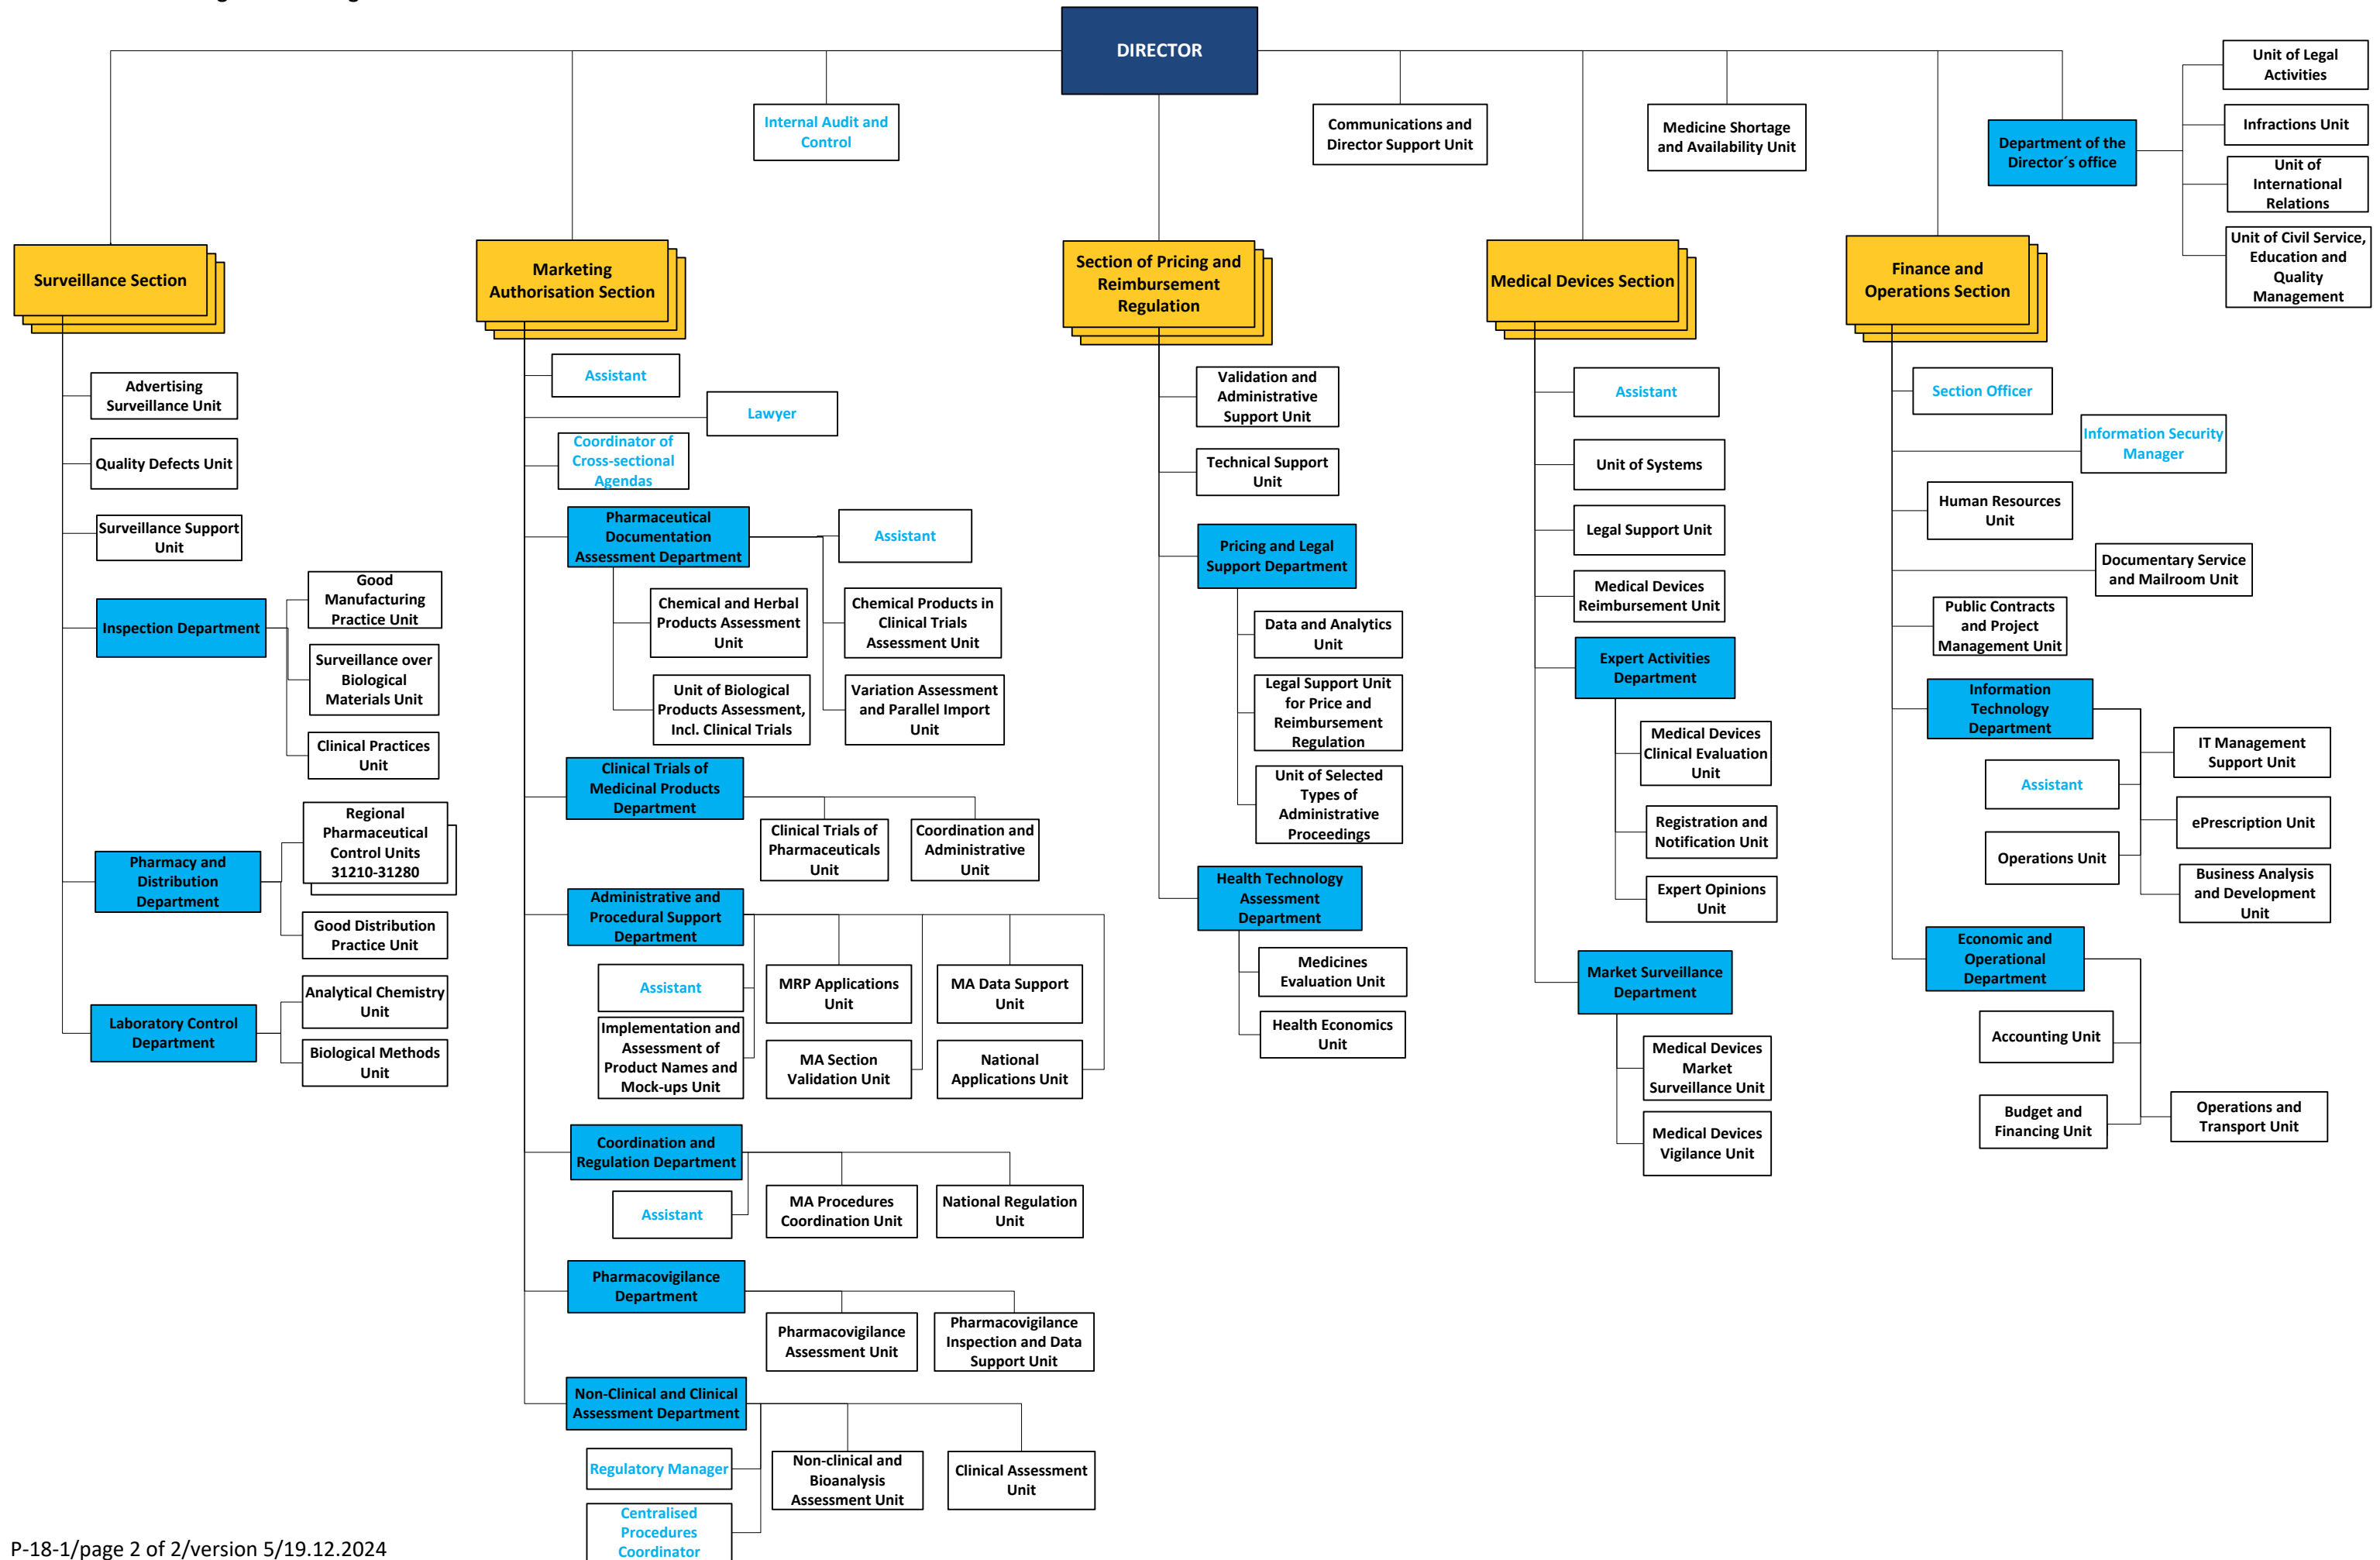 DIRECTOR
Internal Audit and
Control
Communications and
Director Support Unit
Medicine Shortage
and Availability Unit
Department of the
Director´s office
Unit of Legal
Activities
Infractions Unit
Unit of
International
Relations
Unit of Civil Service,
Education and
Quality
Management
Surveillance Section
Advertising
Surveillance Unit
Quality Defects Unit
Surveillance Support
Unit
Inspection Department
Good
Manufacturing
Practice Unit
Surveillance over
Biological
Materials Unit
Clinical Practices
Unit
Pharmacy and
Distribution
Department
Regional
Pharmaceutical
Control Units
31210-31280
Good Distribution
Practice Unit
Laboratory Control
Department
Analytical Chemistry
Unit
Biological Methods
Unit
Marketing
Authorisation Section
Assistant
Lawyer
Coordinator of
Cross-sectional
Agendas
Pharmaceutical
Documentation
Assessment Department
Assistant
Chemical and Herbal
Products Assessment
Unit
Chemical Products in
Clinical Trials
Assessment Unit
Unit of Biological
Products Assessment,
Incl. Clinical Trials
Variation Assessment
and Parallel Import
Unit
Clinical Trials of
Medicinal Products
Department
Clinical Trials of
Pharmaceuticals
Unit
Coordination and
Administrative
Unit
Administrative and
Procedural Support
Department
Assistant
MRP Applications
Unit
MA Data Support
Unit
Implementation and
Assessment of
Product Names and
Mock-ups Unit
MA Section
Validation Unit
National
Applications Unit
Coordination and
Regulation Department
Assistant
MA Procedures
Coordination Unit
National Regulation
Unit
Pharmacovigilance
Department
Pharmacovigilance
Assessment Unit
Pharmacovigilance
Inspection and Data
Support Unit
Non-Clinical and Clinical
Assessment Department
Regulatory Manager
Non-clinical and
Bioanalysis
Assessment Unit
Clinical Assessment
Unit
Centralised
Procedures
Coordinator
Section of Pricing and
Reimbursement
Regulation
Validation and
Administrative
Support Unit
Technical Support
Unit
Pricing and Legal
Support Department
Data and Analytics
Unit
Legal Support Unit
for Price and
Reimbursement
Regulation
Unit of Selected
Types of
Administrative
Proceedings
Health Technology
Assessment
Department
Medicines
Evaluation Unit
Health Economics
Unit
Medical Devices Section
Assistant
Unit of Systems
Legal Support Unit
Medical Devices
Reimbursement Unit
Expert Activities
Department
Medical Devices
Clinical Evaluation
Unit
Registration and
Notification Unit
Expert Opinions
Unit
Market Surveillance
Department
Medical Devices
Market
Surveillance Unit
Medical Devices
Vigilance Unit
Finance and
Operations Section
Section Officer
Information Security
Manager
Human Resources
Unit
Documentary Service
and Mailroom Unit
Public Contracts
and Project
Management Unit
Information
Technology
Department
IT Management
Support Unit
Assistant
ePrescription Unit
Operations Unit
Business Analysis
and Development
Unit
Economic and
Operational
Department
Accounting Unit
Budget and
Financing Unit
Operations and
Transport Unit
P-18-1/page 2 of 2/version 5/19.12.2024